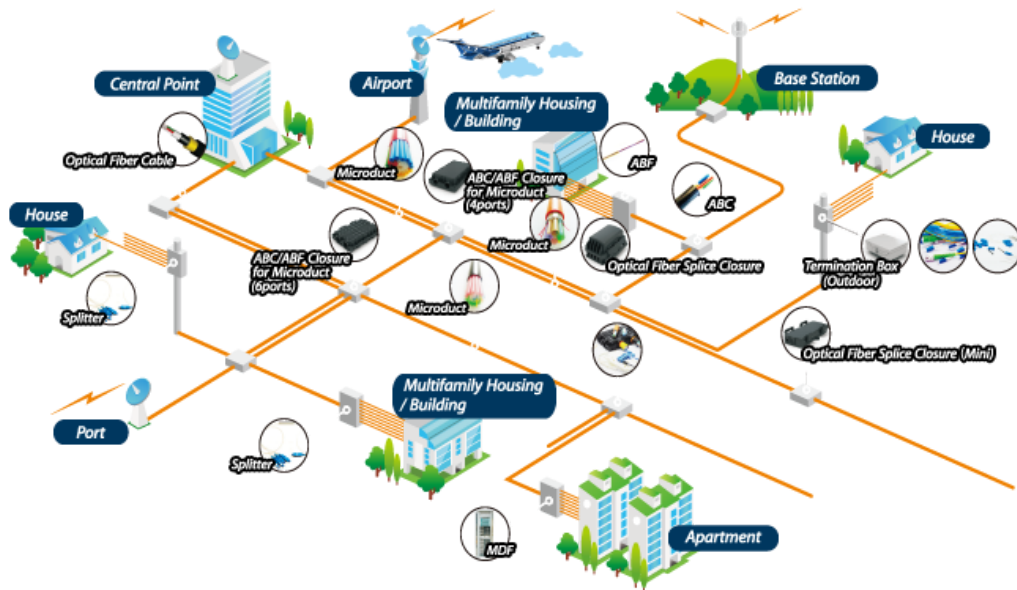 Central Point
Airport
Base Station
Multifamily Housing
/ Building
House
Optical Fiber Cable
Microduct
ABC/ABF Closure
for Microduct
(4ports)
ABF
ABC
House
ABC/ABF Closure
for Microduct
(6ports)
Microduct
Optical Fiber Splice Closure
Termination Box
(Outdoor)
Splitter
Microduct
Optical Fiber Splice Closure (Mini)
Multifamily Housing
/ Building
Port
Splitter
MDF
Apartment